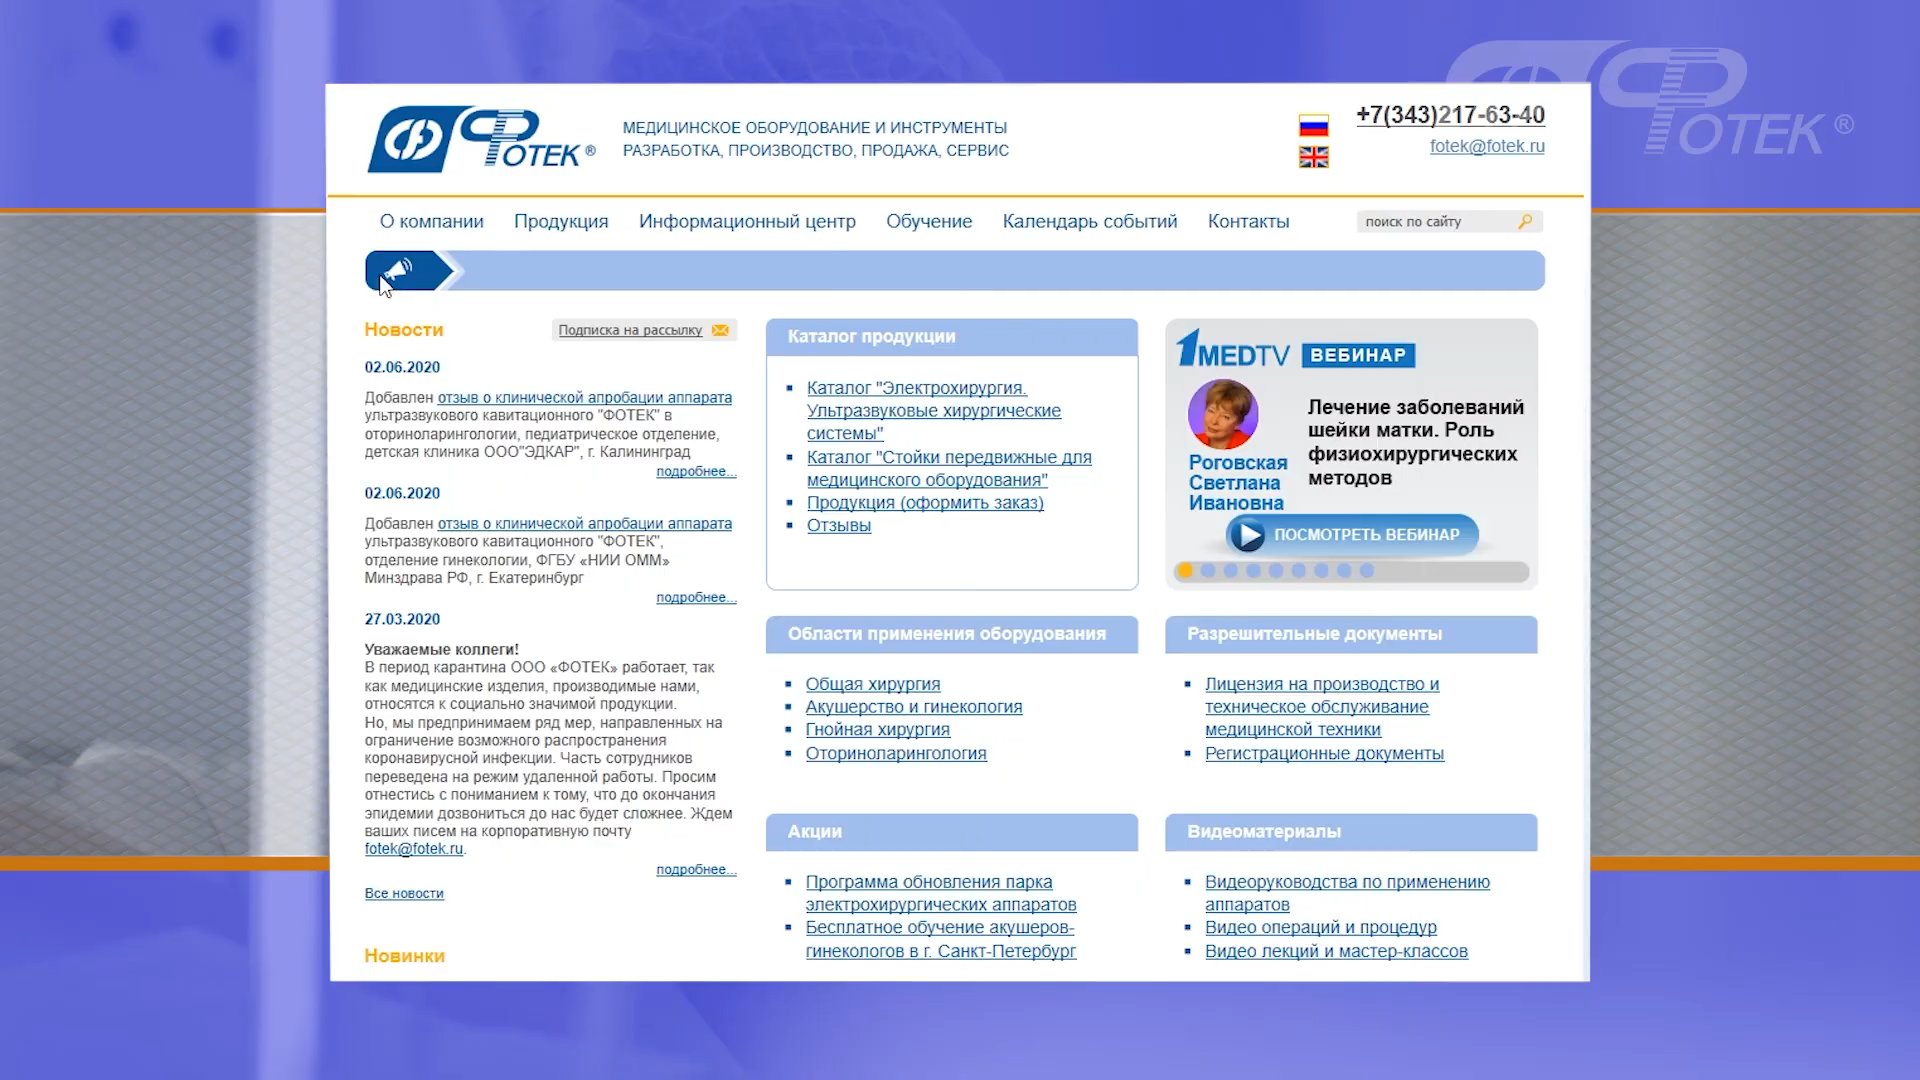 ФОТЕК ®
ФОТЕК ®
МЕДИЦИНСКОЕ ОБОРУДОВАНИЕ И ИНСТРУМЕНТЫ
РАЗРАБОТКА, ПРОИЗВОДСТВО, ПРОДАЖА, СЕРВИС
+7(343)217-63-40
fotek@fotek.ru
О компании
Продукция
Информационный центр
Обучение
Календарь событий
Контакты
поиск по сайту
Новости
Подписка на рассылку
02.06.2020
Добавлен отзыв о клинической апробации аппарата
ультразвукового кавитационного "ФОТЕК" в
оториноларингологии, педиатрическое отделение,
детская клиника ООО"ЭДКАР", г. Калининград
подробнее...
02.06.2020
Добавлен отзыв о клинической апробации аппарата
ультразвукового кавитационного "ФОТЕК",
отделение гинекологии, ФГБУ «НИИ ОММ»
Минздрава РФ, г. Екатеринбург
подробнее...
27.03.2020
Уважаемые коллеги!
В период карантина ООО «ФОТЕК» работает, так
как медицинские изделия, производимые нами,
относятся к социально значимой продукции.
Но, мы предпринимаем ряд мер, направленных на
ограничение возможного распространения
коронавирусной инфекции. Часть сотрудников
переведена на режим удаленной работы. Просим
отнестись с пониманием к тому, что до окончания
эпидемии дозвониться до нас будет сложнее. Ждем
ваших писем на корпоративную почту
fotek@fotek.ru.
подробнее...
Все новости
Новинки
Каталог продукции
Каталог "Электрохирургия.
Ультразвуковые хирургические
системы"
Каталог "Стойки передвижные для
медицинского оборудования"
Продукция (оформить заказ)
Отзывы
1MEDTV ВЕБИНАР
Лечение заболеваний
шейки матки. Роль
физиохирургических
методов
Роговская
Светлана
Ивановна
ПОСМОТРЕТЬ ВЕБИНАР
Области применения оборудования
Общая хирургия
Акушерство и гинекология
Гнойная хирургия
Оториноларингология
Разрешительные документы
Лицензия на производство и
техническое обслуживание
медицинской техники
Регистрационные документы
Акции
Программа обновления парка
электрохирургических аппаратов
Бесплатное обучение акушеров-
гинекологов в г. Санкт-Петербург
Видеоматериалы
Видеоруководства по применению
аппаратов
Видео операций и процедур
Видео лекций и мастер-классов